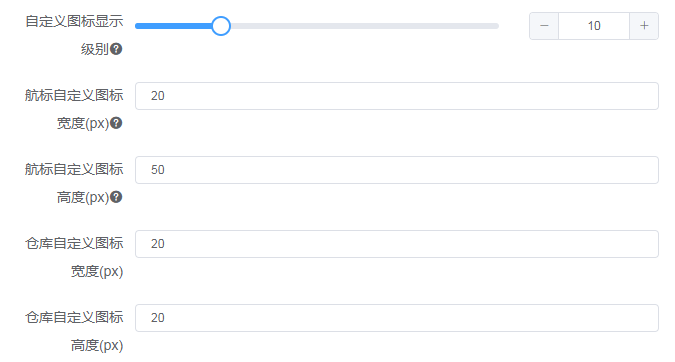 自定义图标显示
级别
10
航标自定义图标
宽度(px)
20
航标自定义图标
高度(px)
50
仓库自定义图标
宽度(px)
20
仓库自定义图标
高度(px)
20